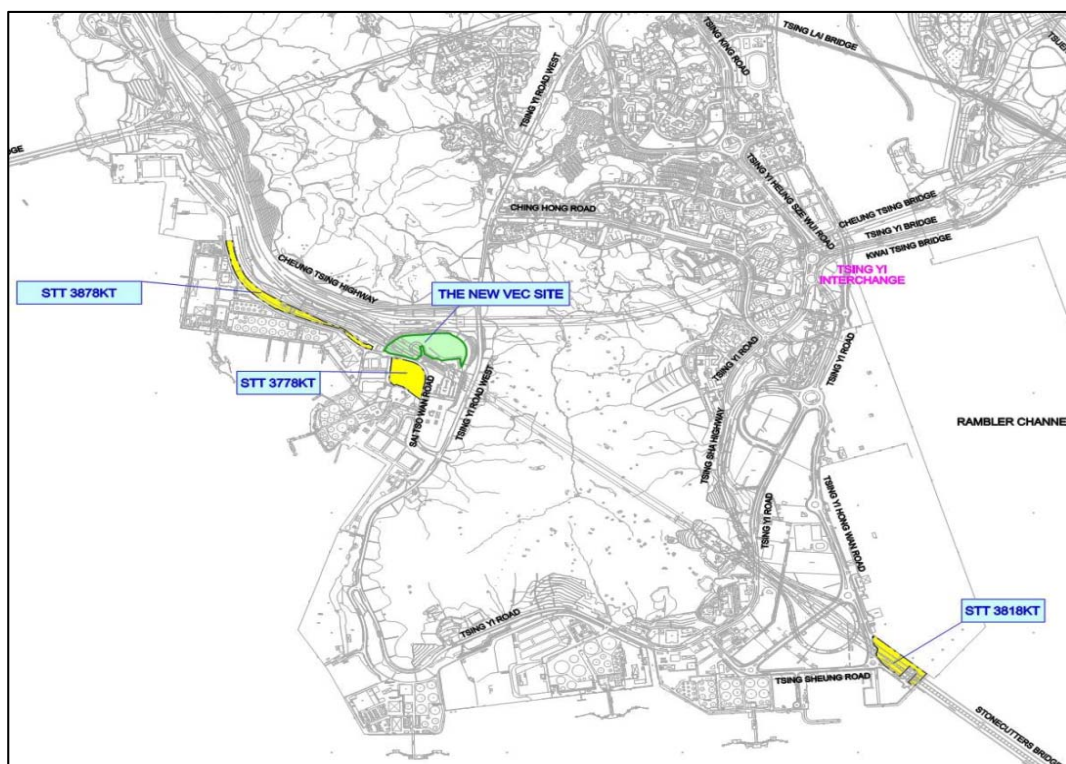 TSING LAI BRIDGE
TSING KING ROAD
TSING YI ROAD WEST
TSING YI HEUNG SZE WUI ROAD
CHING HONG ROAD
CHEUNG TSING BRIDGE
TSING YI BRIDGE
KWAI TSING BRIDGE
TSING YI
INTERCHANGE
CHEUNG TSING HIGHWAY
STT 3878KT
THE NEW VEC SITE
STT 3778KT
SAI TSO WAN ROAD
TSING YI ROAD WEST
TSING YI ROAD
TSING YI ROAD
TSING SHA HIGHWAY
RAMBLER CHANNE
TSING YI ROAD
TSING YI HONG WAN ROAD
STT 3818KT
TSING YI ROAD
TSING SHEUNG ROAD
STONECUTTERS BRIDGE